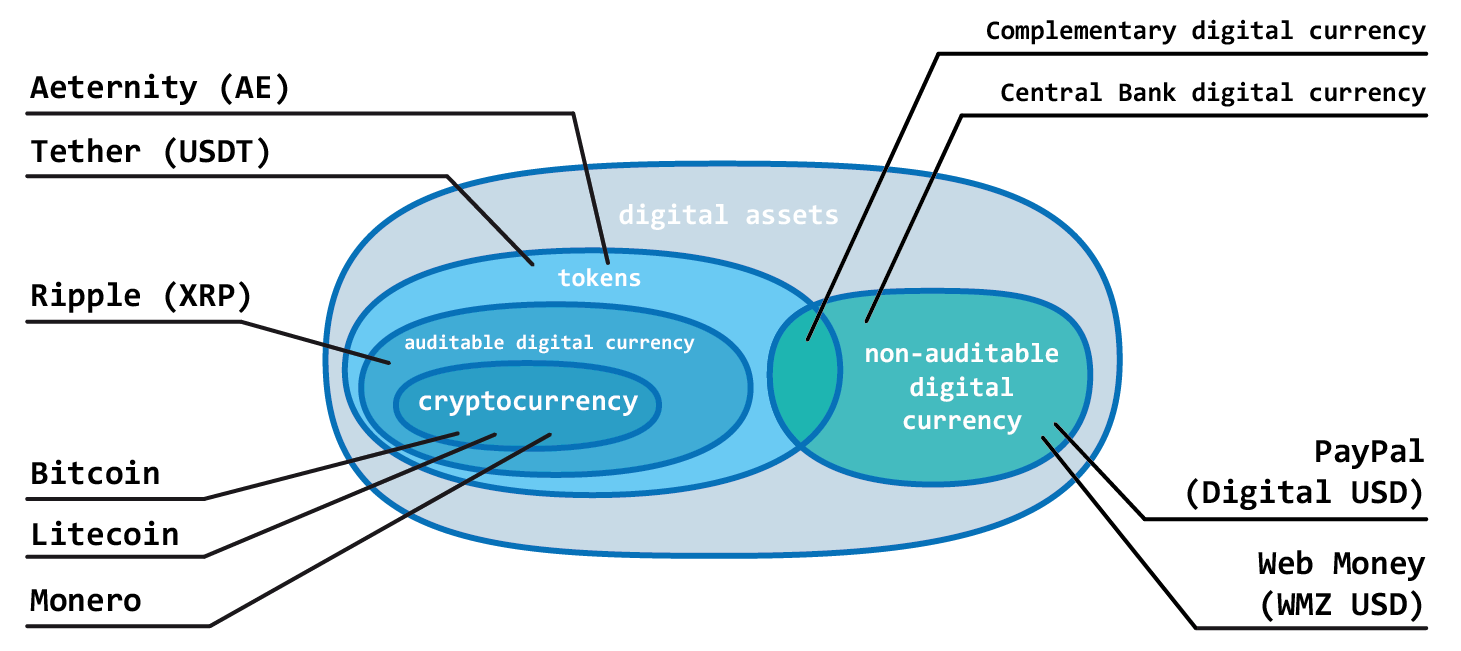 Complementary digital currency
Aeternity (AE)
Central Bank digital currency
Tether (USDT)
digital assets
tokens
Ripple (XRP)
auditable digital currency
non-auditable
digital
currency
cryptocurrency
Bitcoin
Litecoin
Monero
PayPal
(Digital USD)
Web Money
(WMZ USD)